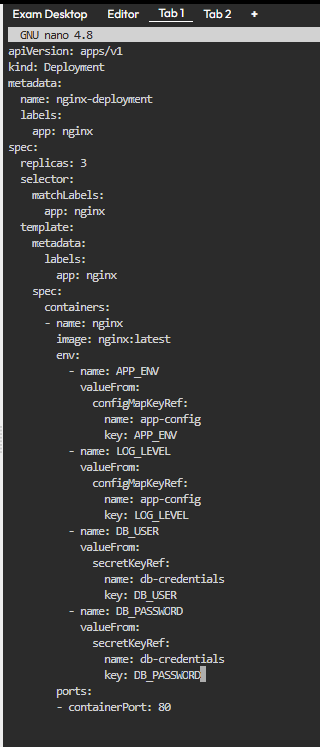 Exam Desktop Editor Tab 1 Tab 2 +
GNU nano 4.8
apiVersion: apps/v1
kind: Deployment
metadata:
  name: nginx-deployment
  labels:
    app: nginx
spec:
  replicas: 3
  selector:
    matchLabels:
      app: nginx
  template:
    metadata:
      labels:
        app: nginx
    spec:
      containers:
      - name: nginx
        image: nginx:latest
        env:
          - name: APP_ENV
            valueFrom:
              configMapKeyRef:
                name: app-config
                key: APP_ENV
          - name: LOG_LEVEL
            valueFrom:
              configMapKeyRef:
                name: app-config
                key: LOG_LEVEL
          - name: DB_USER
            valueFrom:
              secretKeyRef:
                name: db-credentials
                key: DB_USER
          - name: DB_PASSWORD
            valueFrom:
              secretKeyRef:
                name: db-credentials
                key: DB_PASSWORD
        ports:
        - containerPort: 80